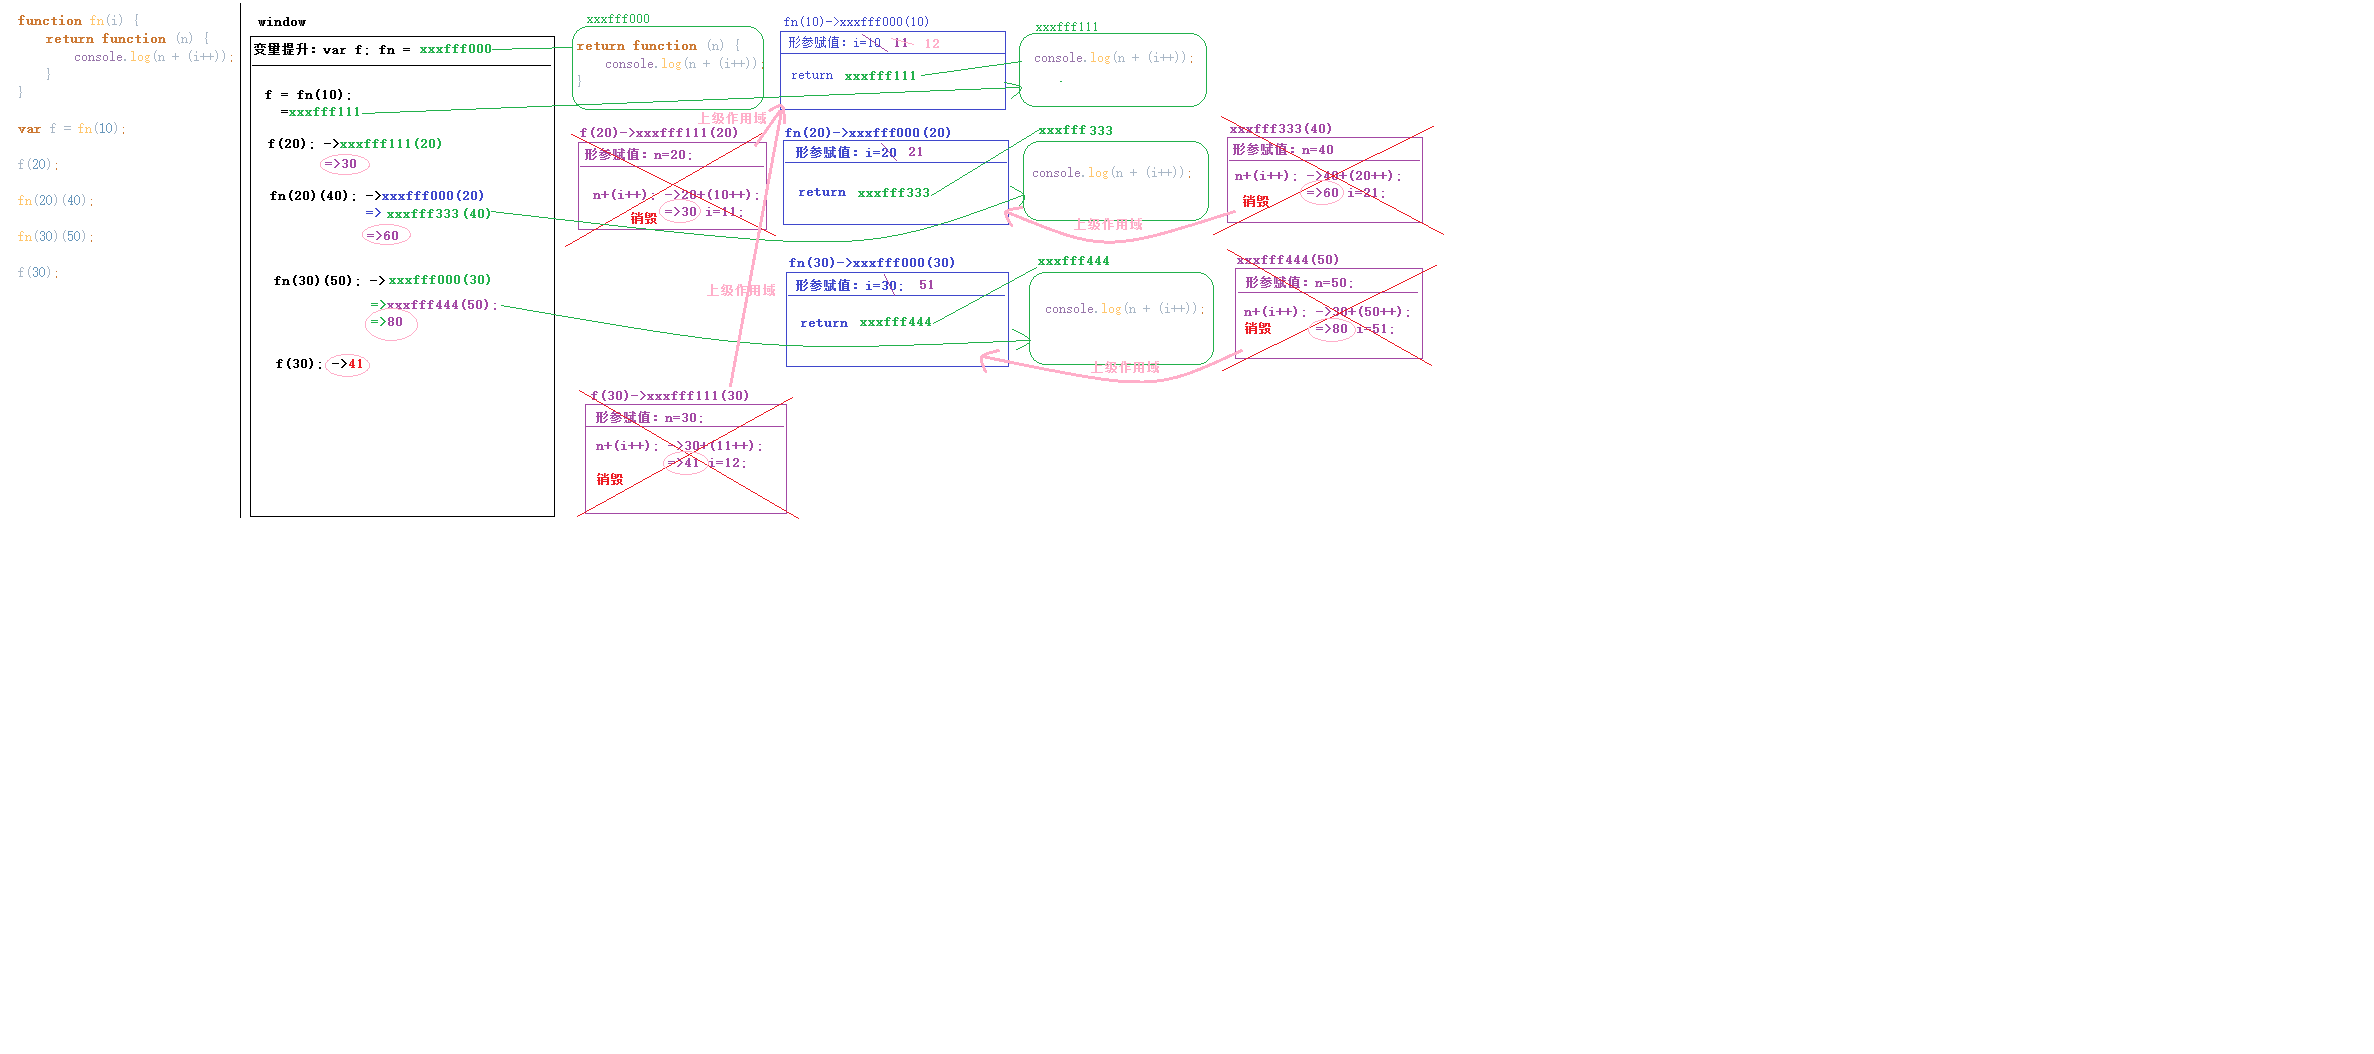 function fn(i) {
return function (n) {
console.log(n + (i++));
}
}
var f = fn(10);
f(20);
fn(20)(40);
fn(30)(50);
f(30);
window
变量提升: var f; fn = xxxfff000
f = fn(10);
=xxxfff111
f(20); ->xxxfff111(20)
=>30
fn(20)(40); ->xxxfff000(20)
=> xxxfff333(40)
=>60
fn(30)(50); -> xxxfff000(30)
=>xxxfff444(50);
=>80
f(30); ->41
xxxfff000
return function (n) {
console.log(n + (i++));
}
fn(10)->xxxfff000(10)
形参赋值: i=10 11 12
return xxxfff111
xxxfff111
console.log(n + (i++));
上级作用域
f(20)->xxxfff111(20)
形参赋值: n=20;
n+(i++); ->20+(10++);
=>30 i=11;
销毁
fn(20)->xxxfff000(20)
形参赋值: i=20 21
return xxxfff333
xxxfff333
console.log(n + (i++));
上级作用域
xxxfff333(40)
形参赋值: n=40
n+(i++); ->40+(20++);
=>60 i=21;
销毁
上级作用域
fn(30)->xxxfff000(30)
形参赋值: i=30; 51
return xxxfff444
xxxfff444
console.log(n + (i++));
上级作用域
xxxfff444(50)
形参赋值: n=50;
n+(i++); ->30+(50++);
=>80 i=51;
销毁
f(30)->xxxfff111(30)
形参赋值: n=30;
n+(i++); ->30+(11++);
=>41 i=12;
销毁